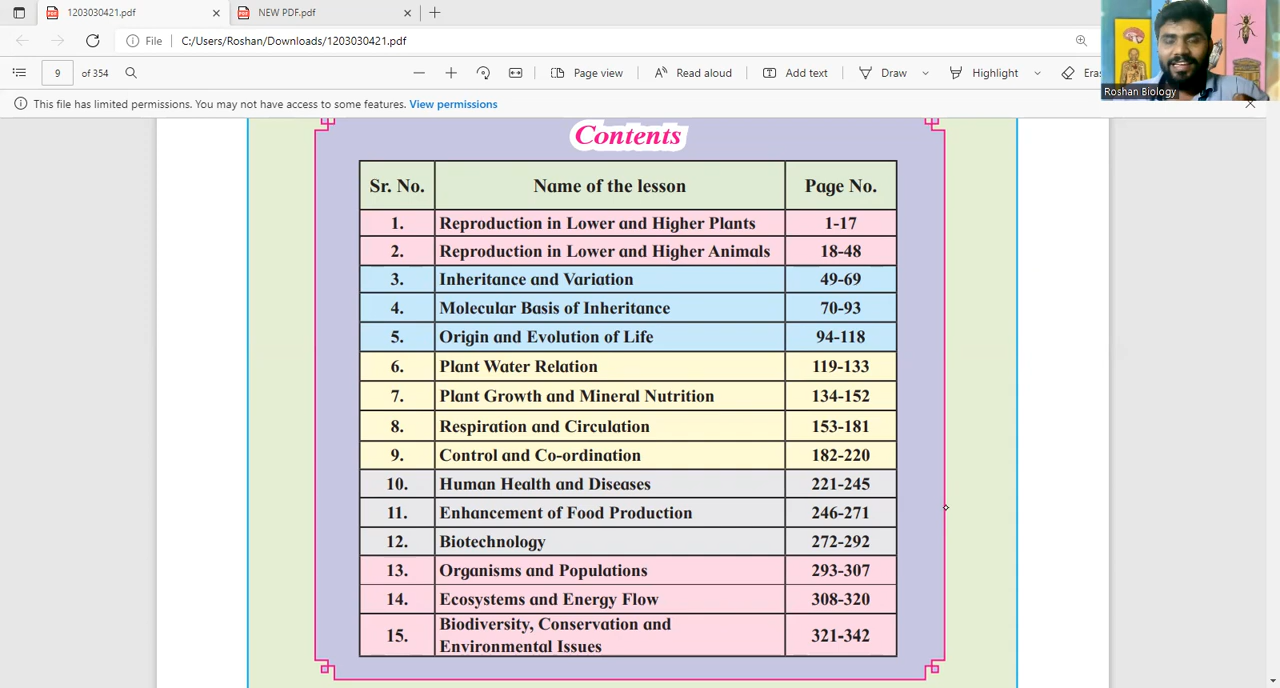 1203030421.pdf
NEW PDF.pdf
File C:/Users/Roshan/Downloads/1203030421.pdf
9 of 354 Page view Read aloud Add text Draw Highlight
This file has limited permissions. You may not have access to some features. View permissions
Roshan Biology
Contents
Sr. No. Name of the lesson Page No.
1. Reproduction in Lower and Higher Plants 1-17
2. Reproduction in Lower and Higher Animals 18-48
3. Inheritance and Variation 49-69
4. Molecular Basis of Inheritance 70-93
5. Origin and Evolution of Life 94-118
6. Plant Water Relation 119-133
7. Plant Growth and Mineral Nutrition 134-152
8. Respiration and Circulation 153-181
9. Control and Co-ordination 182-220
10. Human Health and Diseases 221-245
11. Enhancement of Food Production 246-271
12. Biotechnology 272-292
13. Organisms and Populations 293-307
14. Ecosystems and Energy Flow 308-320
15. Biodiversity, Conservation and
Environmental Issues 321-342